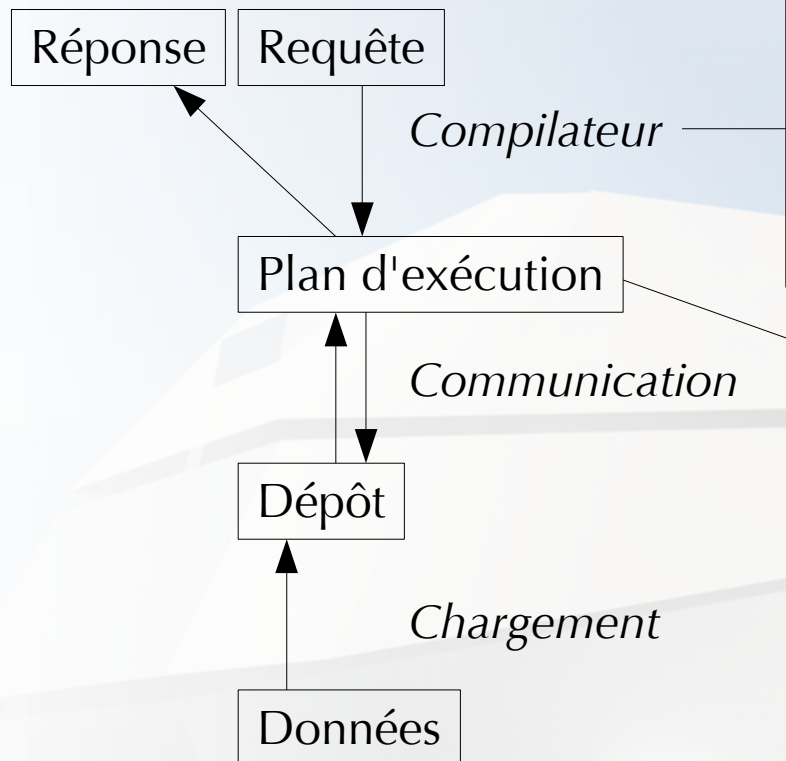 Réponse
Requête
Compilateur
Plan d'exécution
Communication
Dépôt
Chargement
Données